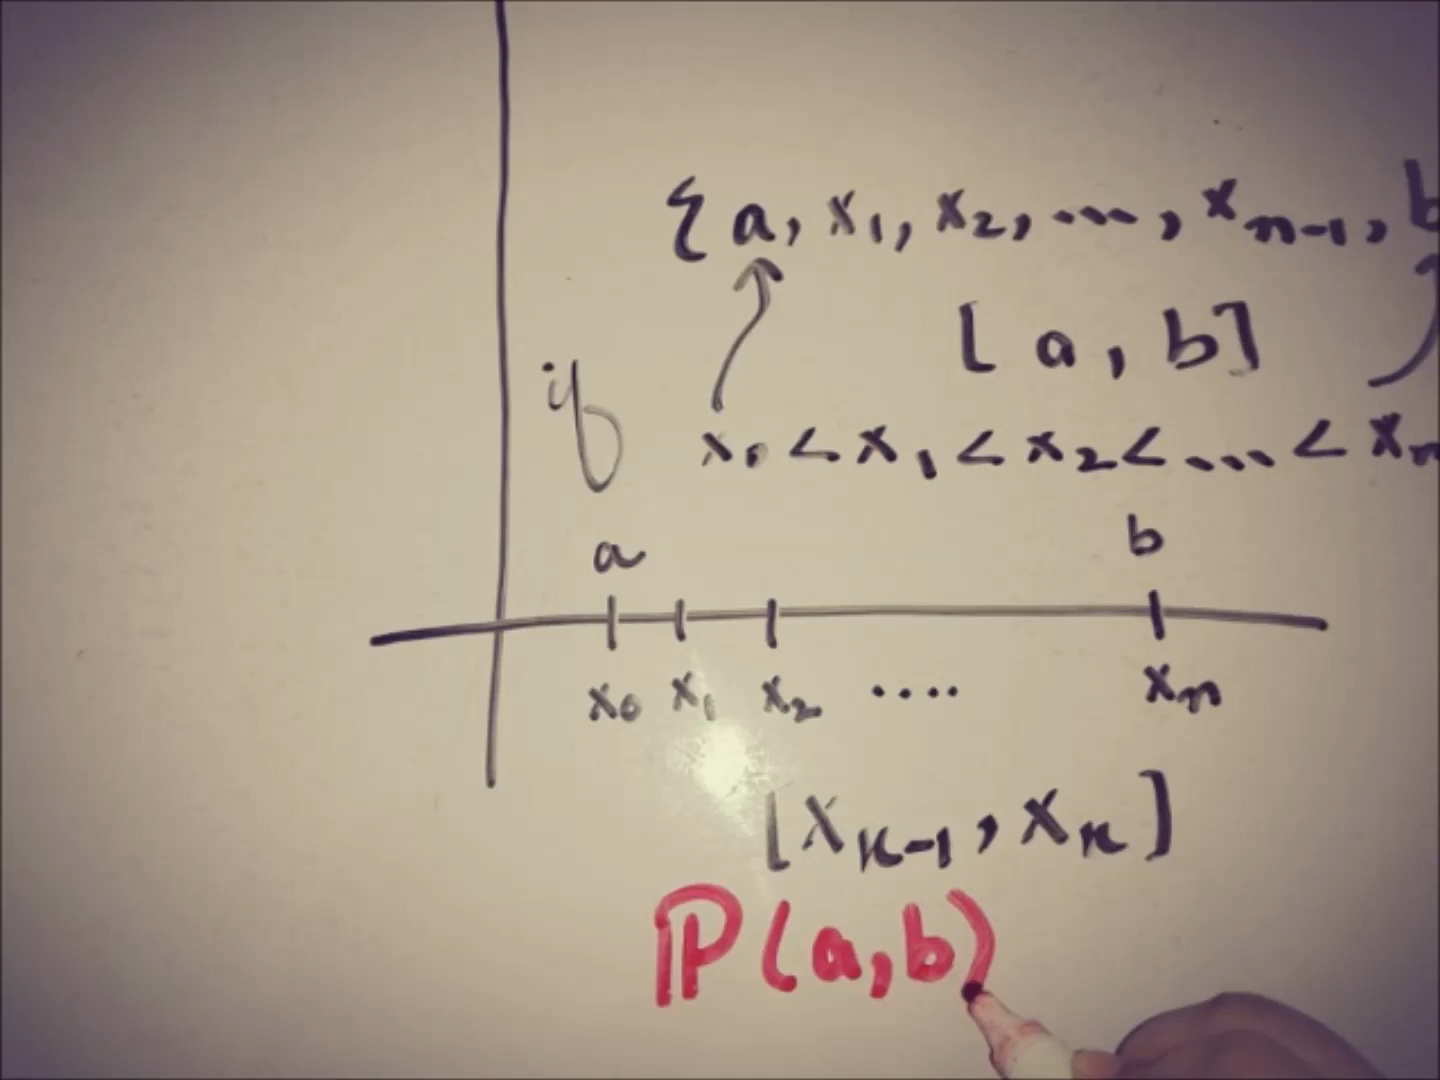 {a, x₁, x₂, ..., xₙ₋₁, b
[a, b]
if x₀ < x₁ < x₂ < ... < xₙ
a b
x₀ x₁ x₂ .... xₙ
[xₖ₋₁, xₖ]
ℙ(a,b)